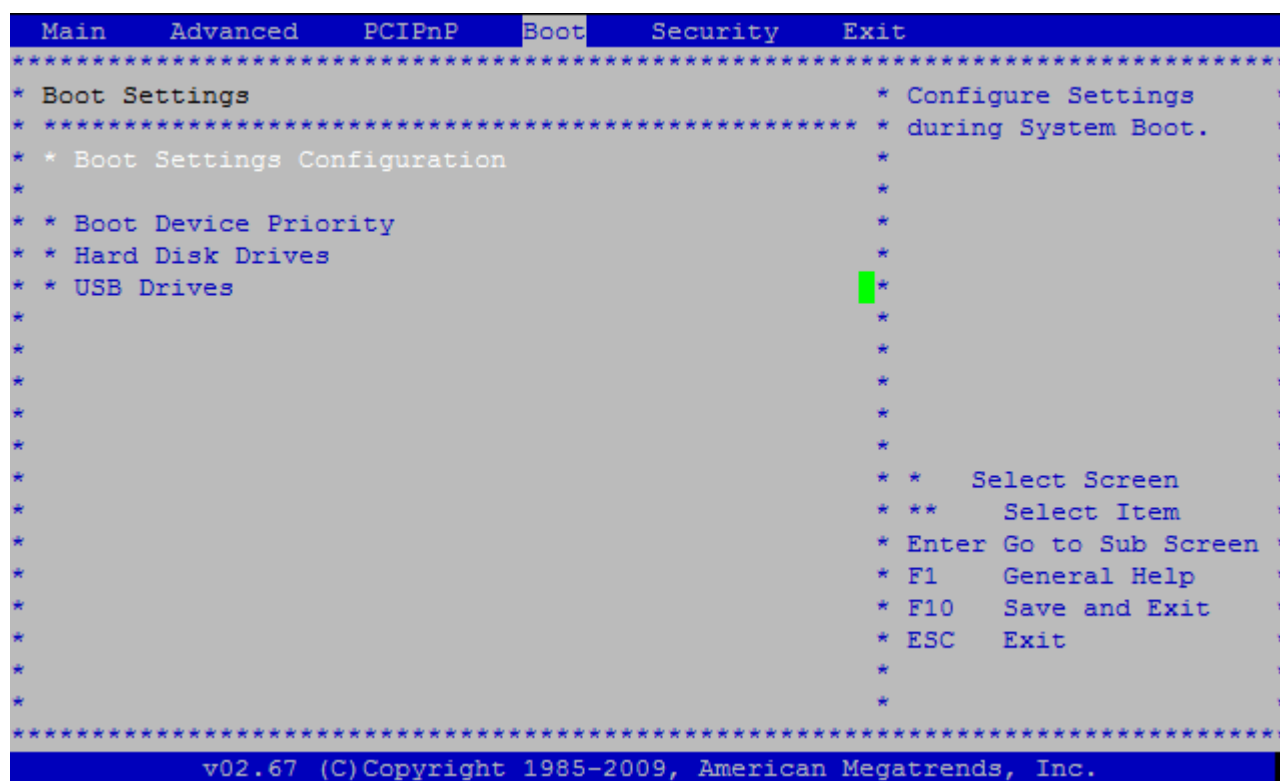 Main Advanced PCIPnP Boot Security Exit
********************************************************************************
* Boot Settings * Configure Settings *
* *************************************************** * during System Boot. *
* * Boot Settings Configuration * *
* * *
* * Boot Device Priority * *
* * Hard Disk Drives * *
* * USB Drives * *
* * *
* * *
* * *
* * *
* * *
* * * Select Screen *
* * ** Select Item *
* * Enter Go to Sub Screen *
* * F1 General Help *
* * F10 Save and Exit *
* * ESC Exit *
* * *
* * *
********************************************************************************
v02.67 (C)Copyright 1985-2009, American Megatrends, Inc.